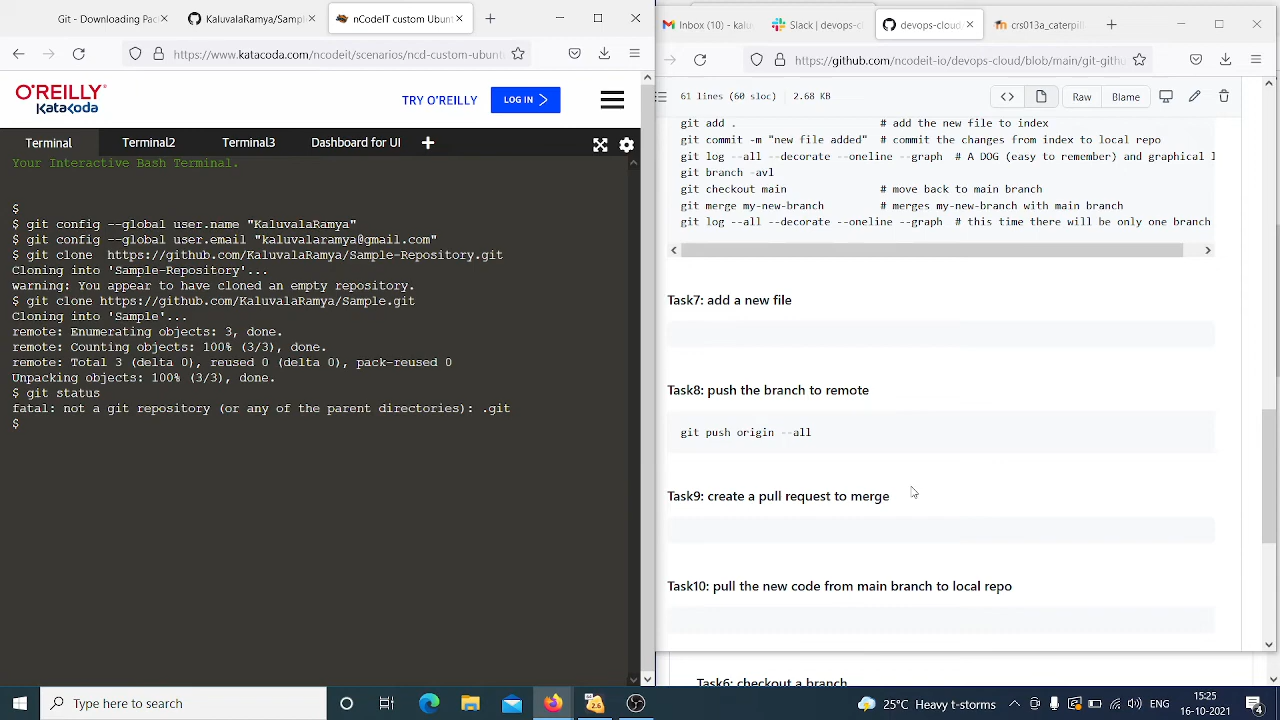 Git - Downloading Pac
KaluvalaRamya/Sampl
nCodeIT custom Ubunt
https://www.katacoda.com/ncodeit/scenarios/ncd-custom-ubuntu
O'REILLY
Katakoda
TRY O'REILLY
LOG IN
Terminal
Terminal2
Terminal3
Dashboard for UI
Your Interactive Bash Terminal.
$
$ git config --global user.name "KaluvalaRamya"
$ git config --global user.email "kaluvalaramya@gmail.com"
$ git clone  https://github.com/KaluvalaRamya/Sample-Repository.git
Cloning into 'Sample-Repository'...
warning: You appear to have cloned an empty repository.
$ git clone https://github.com/KaluvalaRamya/Sample.git
Cloning into 'Sample'...
remote: Enumerating objects: 3, done.
remote: Counting objects: 100% (3/3), done.
remote: Total 3 (delta 0), reused 0 (delta 0), pack-reused 0
Unpacking objects: 100% (3/3), done.
$ git status
fatal: not a git repository (or any of the parent directories): .git
$
Inbox (10) - kalu
Slack | devops-cl
devops-cloud
crs013a_caterpill
https://github.com/ncodeit-io/devops-cloud/blob/main/git-githu
61 lines (60 sloc)
2.68 KB
Raw
Blame
git add . # add the new file to index
git commit -m "new file added" # commit the changes from index to local repo
git log --all --decorate --oneline --graph # A DOG (easy to remember) and graphical l
git branch -avl
git checkout main # move back to main branch
git merge my-new-branch # merges my-new-branch with main branch
git log --all --decorate --oneline --graph # this time there will be only one branch
Task7: add a new file
Task8: push the branch to remote
git push origin --all
Task9: create a pull request to merge
Task10: pull the new code from main branch to local repo
Task6: checkout a branch
Type here to search
2.6
25°C Heavy t-storms
ENG
15:25
16-10-2021
4